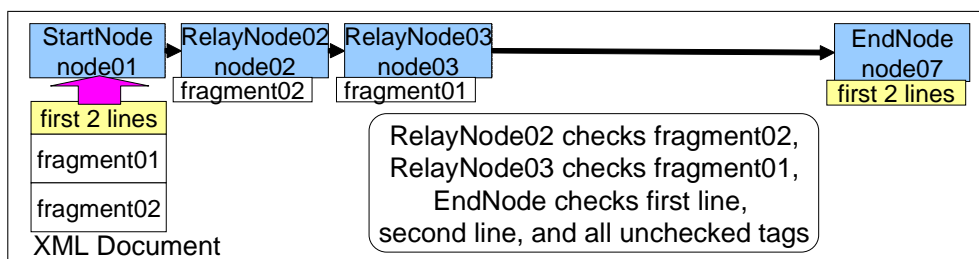 StartNode
node01
RelayNode02
node02
RelayNode03
node03
EndNode
node07
fragment02
fragment01
first 2 lines
first 2 lines
fragment01
fragment02
XML Document
RelayNode02 checks fragment02,
RelayNode03 checks fragment01,
EndNode checks first line,
second line, and all unchecked tags